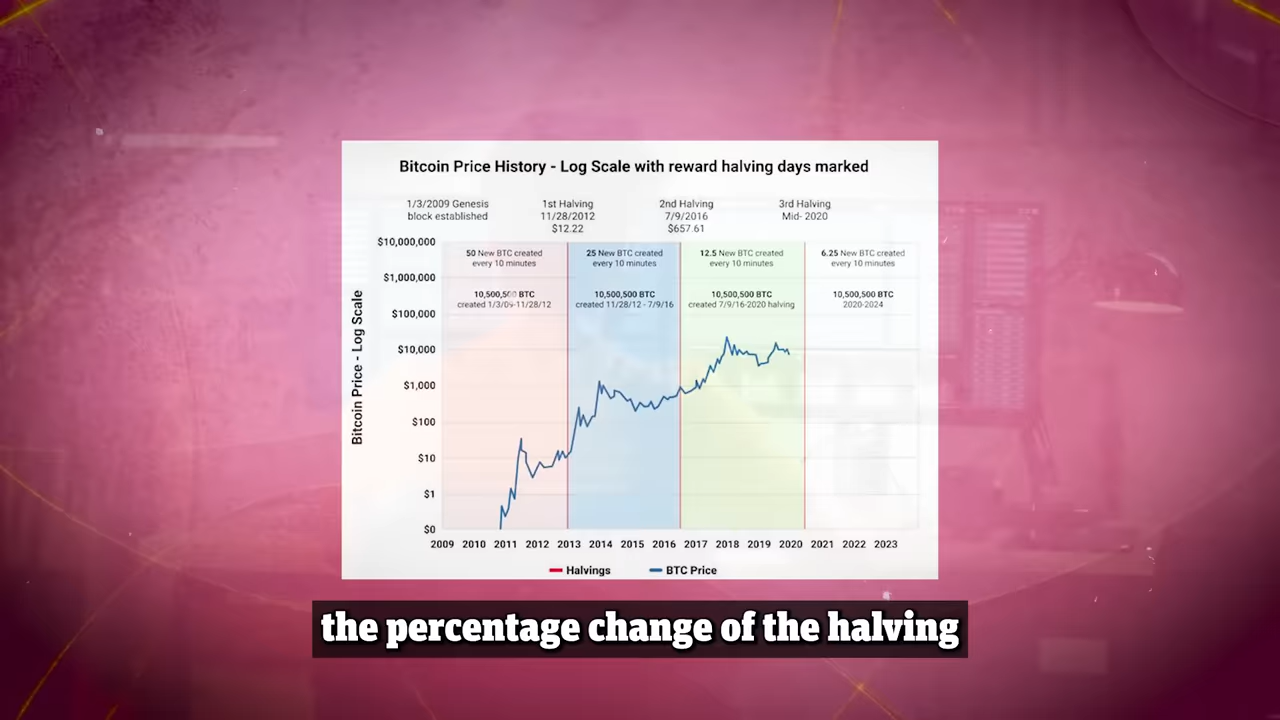 Bitcoin Price History - Log Scale with reward halving days marked
1/3/2009 Genesis
block established
1st Halving
11/28/2012
$12.22
2nd Halving
7/9/2016
$657.61
3rd Halving
Mid- 2020
Bitcoin Price - Log Scale
$10,000,000
$1,000,000
$100,000
$10,000
$1,000
$100
$10
$1
$0
50 New BTC created
every 10 minutes
10,500,500 BTC
created 1/3/09-11/28/12
25 New BTC created
every 10 minutes
10,500,500 BTC
created 11/28/12 - 7/9/16
12.5 New BTC created
every 10 minutes
10,500,500 BTC
created 7/9/16-2020 halving
6.25 New BTC created
every 10 minutes
10,500,500 BTC
2020-2024
2009 2010 2011 2012 2013 2014 2015 2016 2017 2018 2019 2020 2021 2022 2023
Halvings BTC Price
the percentage change of the halving